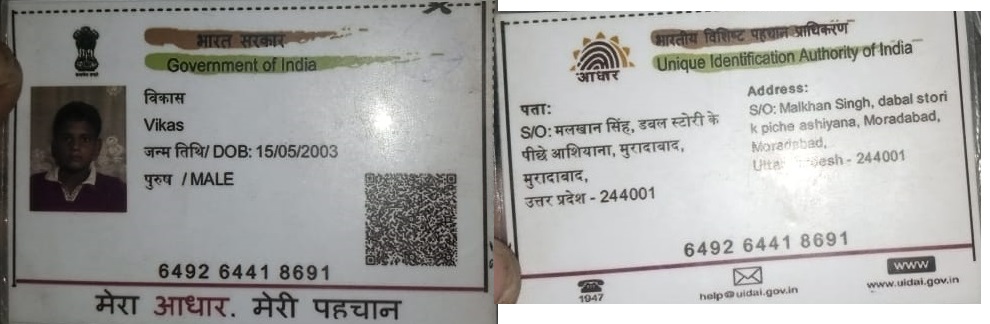 भारत सरकार
Government of India
विकास
Vikas
जन्म तिथि/ DOB: 15/05/2003
पुरुष / MALE
6492 6441 8691
मेरा आधार, मेरी पहचान
आधार
भारतीय विशिष्ट पहचान प्राधिकरण
Unique Identification Authority of India
पता:
S/O: मलखान सिंह, डबल स्टोरी के
पीछे आशियाना, मुरादाबाद,
मुरादाबाद,
उत्तर प्रदेश - 244001
Address:
S/O: Malkhan Singh, dabal stori
k piche ashiyana, Moradabad,
Moradabad,
- 244001
6492 6441 8691
1947
help@uidai.gov.in
www
www.uidai.gov.in